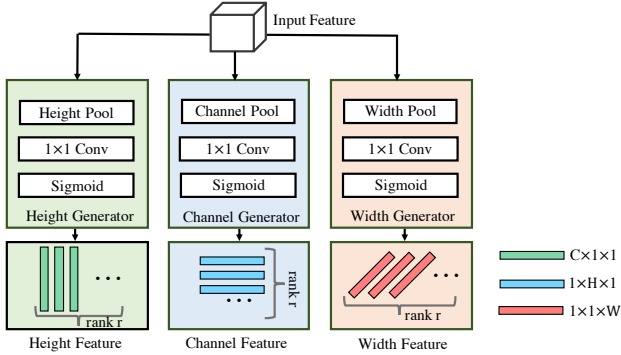 Input Feature
Height Pool
1×1 Conv
Sigmoid
Height Generator
Channel Pool
1×1 Conv
Sigmoid
Channel Generator
Width Pool
1×1 Conv
Sigmoid
Width Generator
...
rank r
Height Feature
...
rank r
Channel Feature
...
rank r
Width Feature
C×1×1
1×H×1
1×1×W